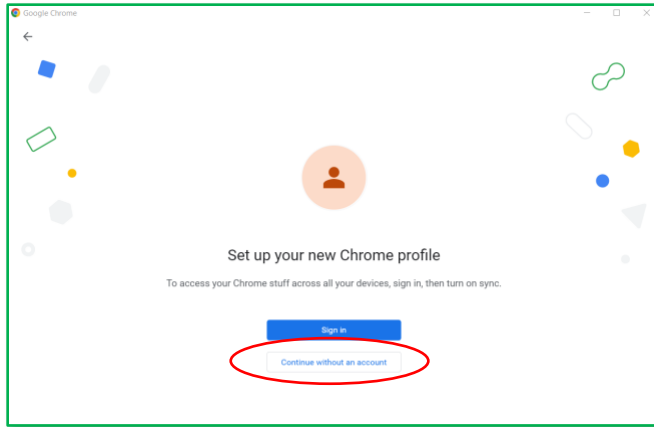 Google Chrome
Set up your new Chrome profile
To access your Chrome stuff across all your devices, sign in, then turn on sync.
Sign in
Continue without an account